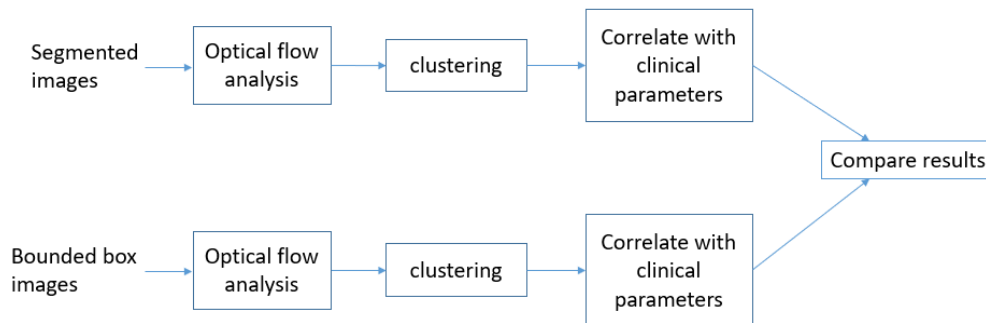 Segmented
images
Optical flow
analysis
clustering
Correlate with
clinical
parameters
Compare results
Bounded box
images
Optical flow
analysis
clustering
Correlate with
clinical
parameters